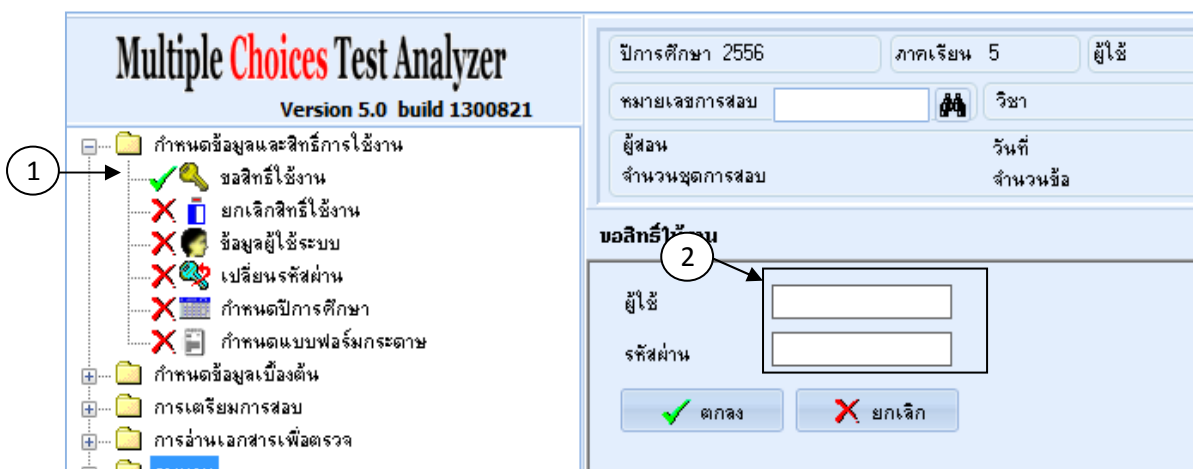 Multiple Choices Test Analyzer
Version 5.0 build 1300821
กำหนดข้อมูลและสิทธิ์การใช้งาน
1
ขอสิทธิ์ใช้งาน
ยกเลิกสิทธิ์ใช้งาน
ข้อมูลผู้ใช้ระบบ
เปลี่ยนรหัสผ่าน
กำหนดปีการศึกษา
กำหนดแบบฟอร์มกระดาษ
กำหนดข้อมูลเบื้องต้น
การเตรียมการสอบ
การอ่านเอกสารเพื่อตรวจ
ปีการศึกษา 2556 ภาคเรียน 5 ผู้ใช้
หมายเลขการสอบ วิชา
ผู้สอน วันที่
จำนวนชุดการสอบ จำนวนข้อ
ขอสิทธิ์ใช้งาน
2
ผู้ใช้
รหัสผ่าน
ตกลง ยกเลิก